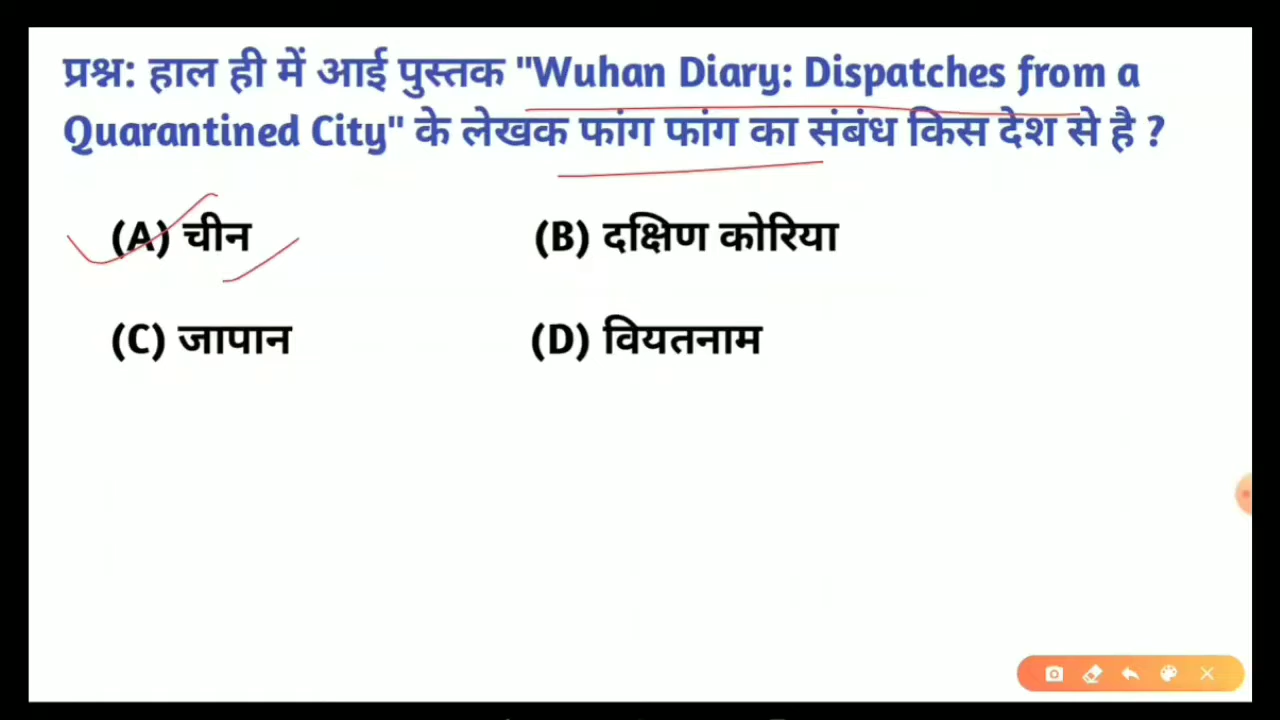 प्रश्न: हाल ही में आई पुस्तक "Wuhan Diary: Dispatches from a
Quarantined City" के लेखक फांग फांग का संबंध किस देश से है ?
(A) चीन (B) दक्षिण कोरिया
(C) जापान (D) वियतनाम